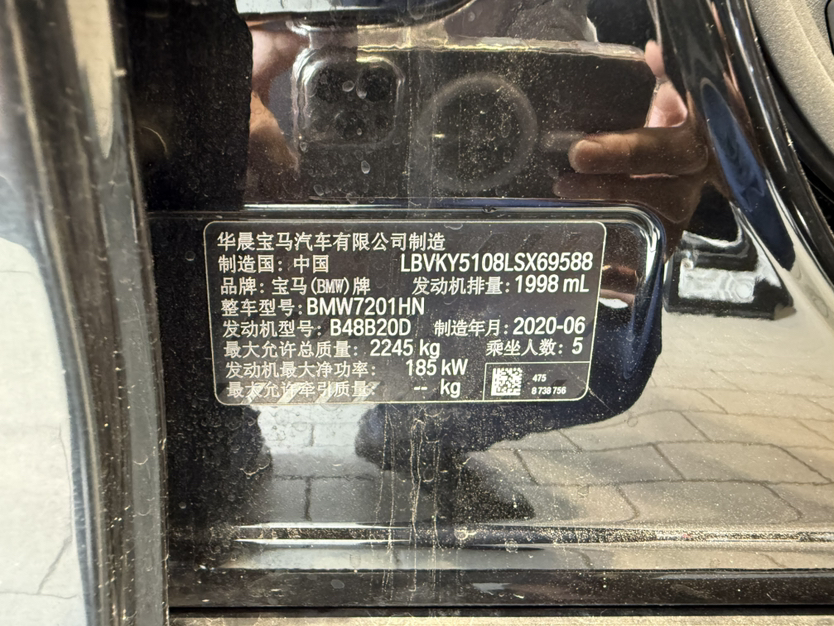 华晨宝马汽车有限公司制造
制造国：中国 LBVKY5108LSX69588
品牌：宝马(BMW)牌 发动机排量：1998 mL
整车型号：BMW7201HN
发动机型号：B48B20D 制造年月：2020-06
最大允许总质量：2245 kg 乘坐人数：5
发动机最大净功率：185 kW
最大允许牵引质量：-- kg
475
8 738 756